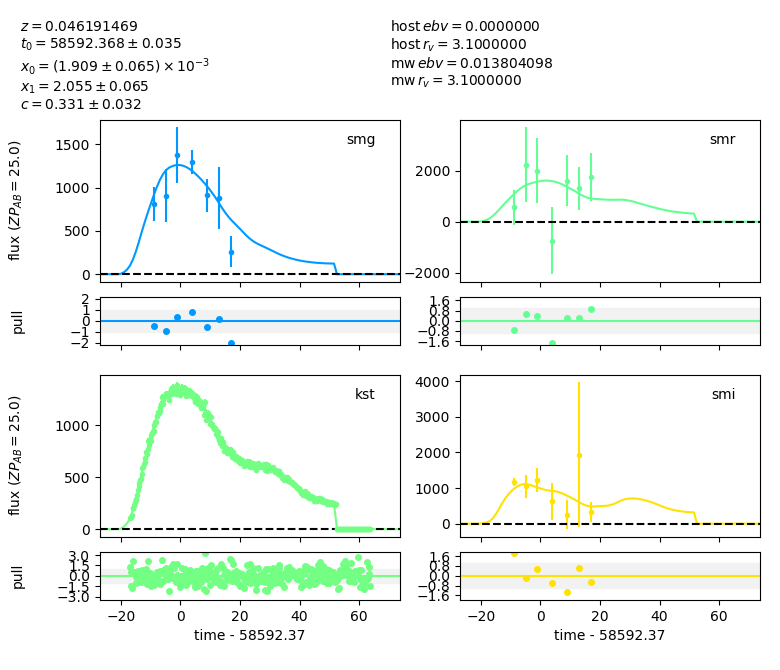 z = 0.046191469
t₀ = 58592.368 ± 0.035
x₀ = (1.909 ± 0.065) × 10⁻³
x₁ = 2.055 ± 0.065
c = 0.331 ± 0.032
host ebv = 0.0000000
host r_v = 3.1000000
mw ebv = 0.013804098
mw r_v = 3.1000000
smg
flux (ZP_AB = 25.0)
1500
1000
500
0
smr
2000
0
−2000
pull
2
1
0
−1
−2
1.6
0.8
0.0
−0.8
−1.6
kst
flux (ZP_AB = 25.0)
1000
500
0
smi
4000
3000
2000
1000
0
pull
3.0
1.5
0.0
−1.5
−3.0
−20 0 20 40 60
time - 58592.37
1.6
0.8
0.0
−0.8
−1.6
−20 0 20 40 60
time - 58592.37